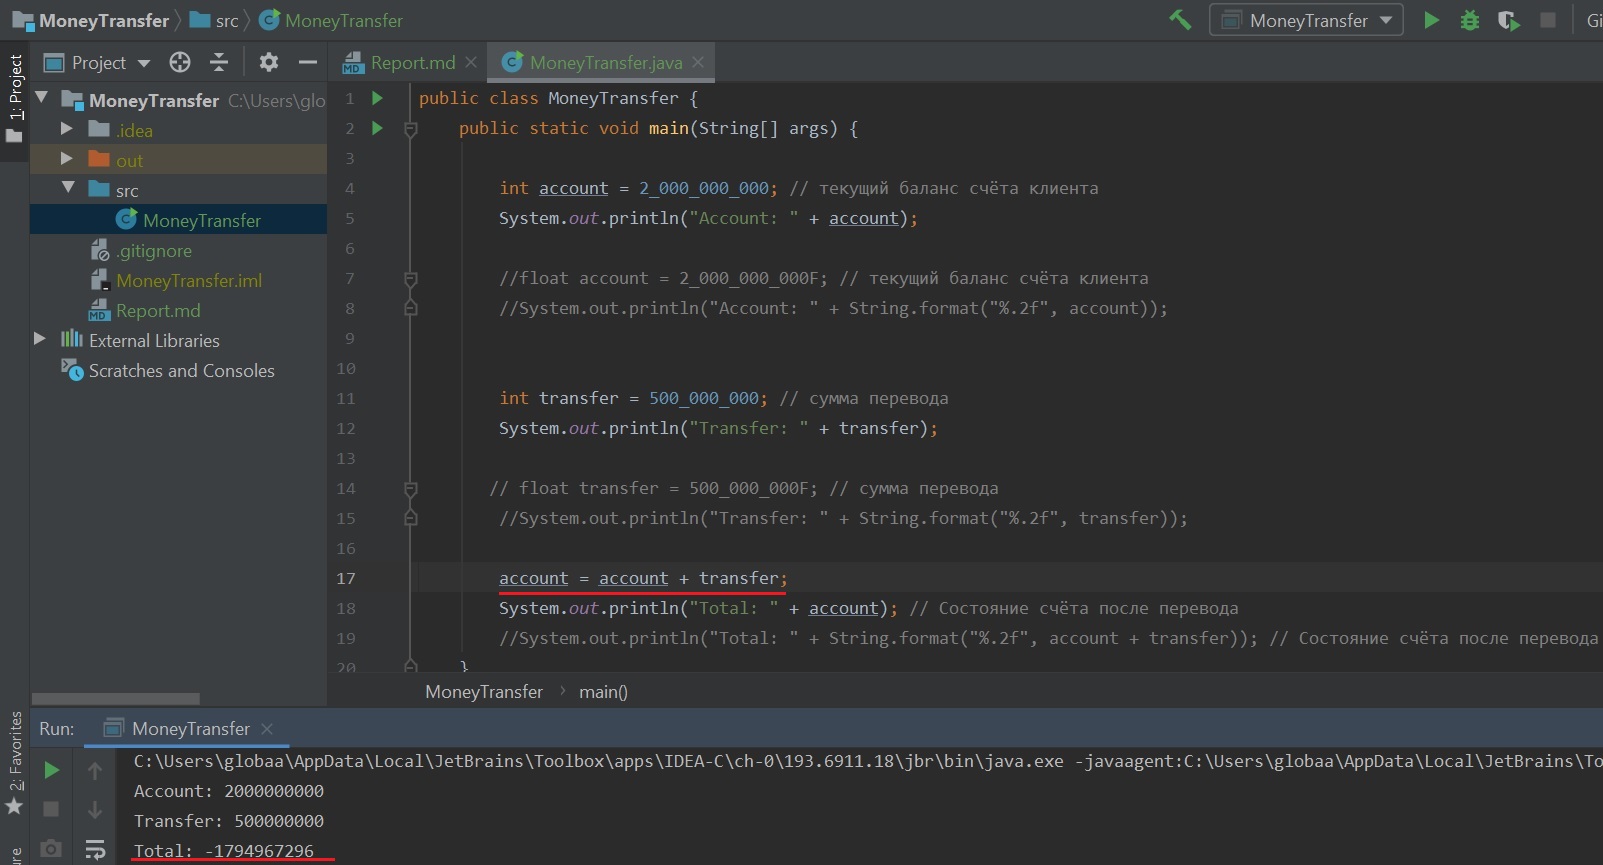 MoneyTransfer src MoneyTransfer
MoneyTransfer
Gi
1: Project
Project
Report.md
MoneyTransfer.java
MoneyTransfer C:\Users\glo
.idea
out
src
MoneyTransfer
.gitignore
MoneyTransfer.iml
Report.md
External Libraries
Scratches and Consoles
1 public class MoneyTransfer {
2 public static void main(String[] args) {
3
4 int account = 2_000_000_000; // текущий баланс счёта клиента
5 System.out.println("Account: " + account);
6
7 //float account = 2_000_000_000F; // текущий баланс счёта клиента
8 //System.out.println("Account: " + String.format("%.2f", account));
9
10
11 int transfer = 500_000_000; // сумма перевода
12 System.out.println("Transfer: " + transfer);
13
14 // float transfer = 500_000_000F; // сумма перевода
15 //System.out.println("Transfer: " + String.format("%.2f", transfer));
16
17 account = account + transfer;
18 System.out.println("Total: " + account); // Состояние счёта после перевода
19 //System.out.println("Total: " + String.format("%.2f", account + transfer)); // Состояние счёта после перевода
20 }
MoneyTransfer main()
2: Favorites
Run: MoneyTransfer
C:\Users\globaa\AppData\Local\JetBrains\Toolbox\apps\IDEA-C\ch-0\193.6911.18\jbr\bin\java.exe -javaagent:C:\Users\globaa\AppData\Local\JetBrains\To
Account: 2000000000
Transfer: 500000000
Total: -1794967296
ure